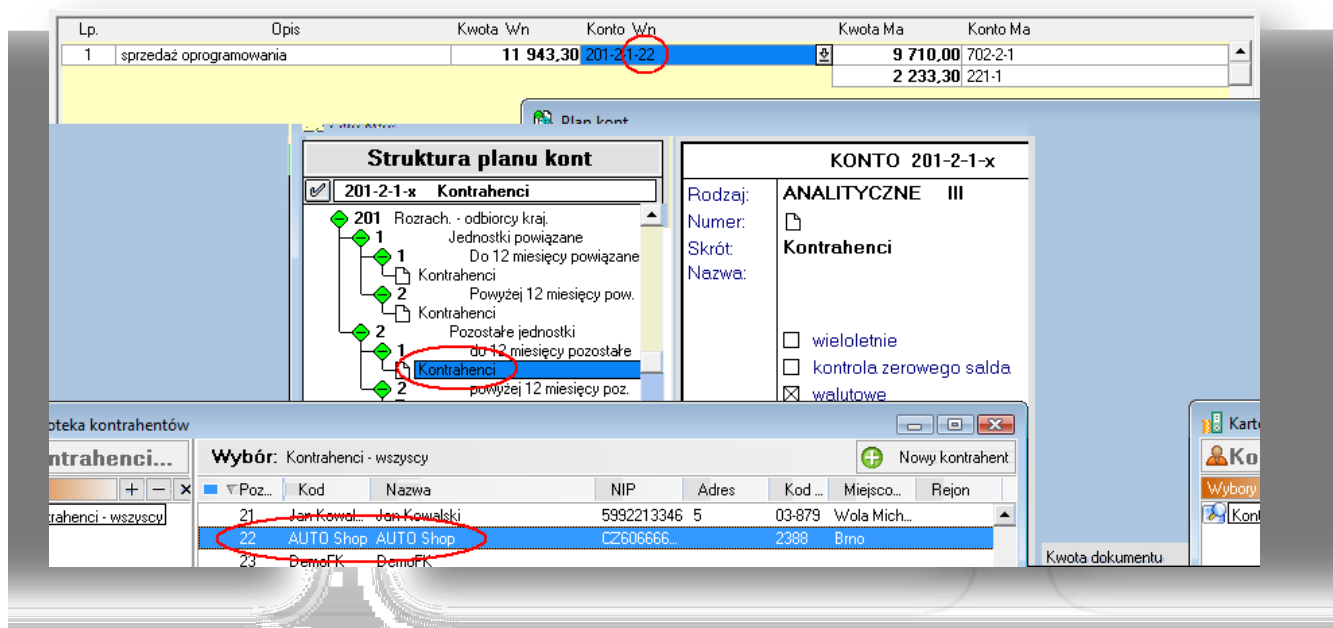 Lp. Opis Kwota Wn Konto Wn Kwota Ma Konto Ma
1 sprzedaż oprogramowania 11 943,30 201-2-1-22 9 710,00 702-2-1
2 233,30 221-1
Plan kont
Struktura planu kont
201-2-1-x Kontrahenci
201 Rozrach. - odbiorcy kraj.
1 Jednostki powiązane
1 Do 12 miesięcy powiązane
Kontrahenci
2 Powyżej 12 miesięcy pow.
Kontrahenci
2 Pozostałe jednostki
1 do 12 miesięcy pozostałe
Kontrahenci
2 powyżej 12 miesięcy poz.
KONTO 201-2-1-x
Rodzaj: ANALITYCZNE III
Numer:
Skrót: Kontrahenci
Nazwa:
wieloletnie
kontrola zerowego salda
walutowe
oteka kontrahentów
ntrahenci...
trahenci - wszyscy
Wybór: Kontrahenci - wszyscy Nowy kontrahent
Poz... Kod Nazwa NIP Adres Kod ... Miejsco... Rejon
21 Jan Kowal... Jan Kowalski 5992213346 5 03-879 Wola Mich...
22 AUTO Shop AUTO Shop CZ606666... 2388 Brno
23 DemoFK DemoFK
Kwota dokumentu
Karto
Ko
Wybory
Kont